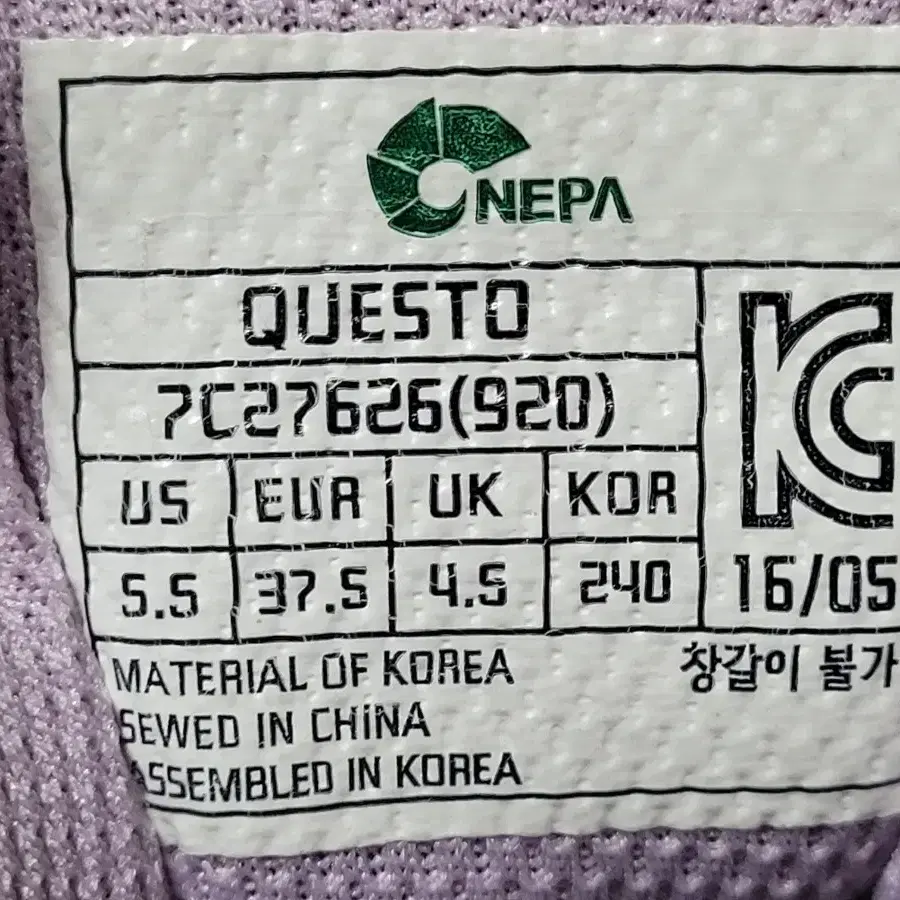 NEPA
QUESTO
7C27626(920)
US EUR UK KOR
5.5 37.5 4.5 240
KC
16/05
MATERIAL OF KOREA
SEWED IN CHINA
ASSEMBLED IN KOREA
창갈이 불가